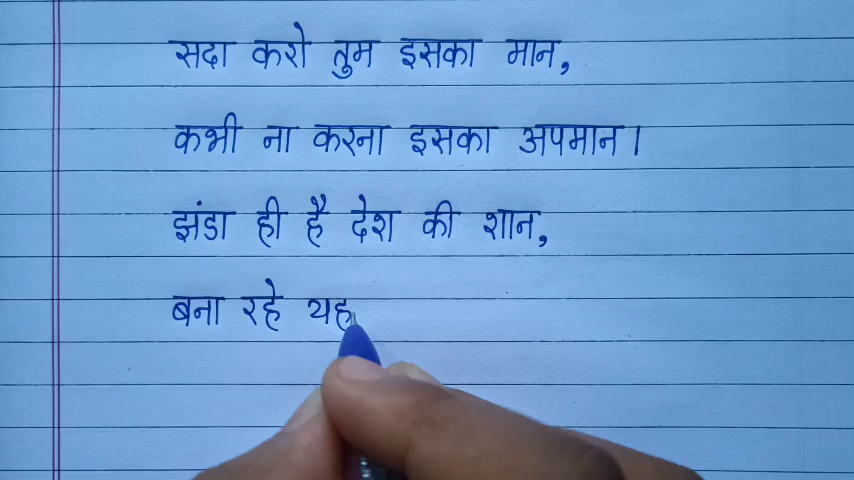 सदा करो तुम इसका मान,
कभी ना करना इसका अपमान।
झंडा ही है देश की शान,
बना रहे यह